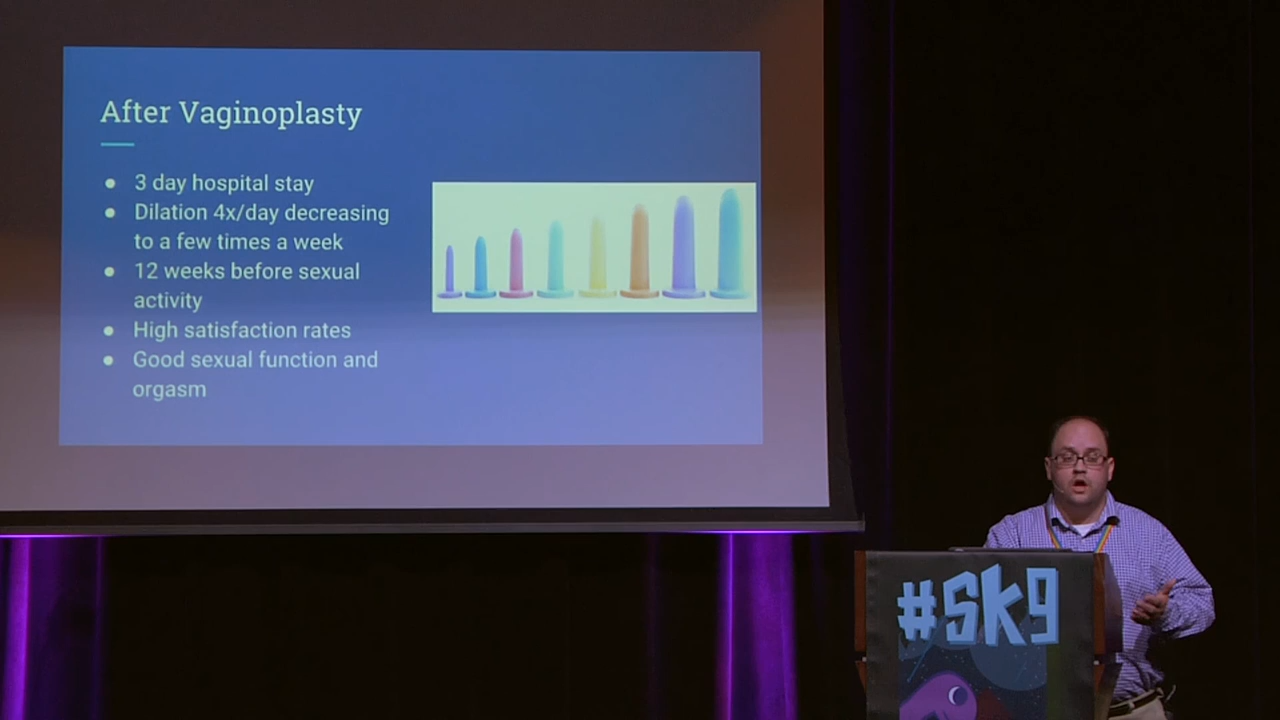 After Vaginoplasty
● 3 day hospital stay
● Dilation 4x/day decreasing
to a few times a week
● 12 weeks before sexual
activity
● High satisfaction rates
● Good sexual function and
orgasm
#SK9